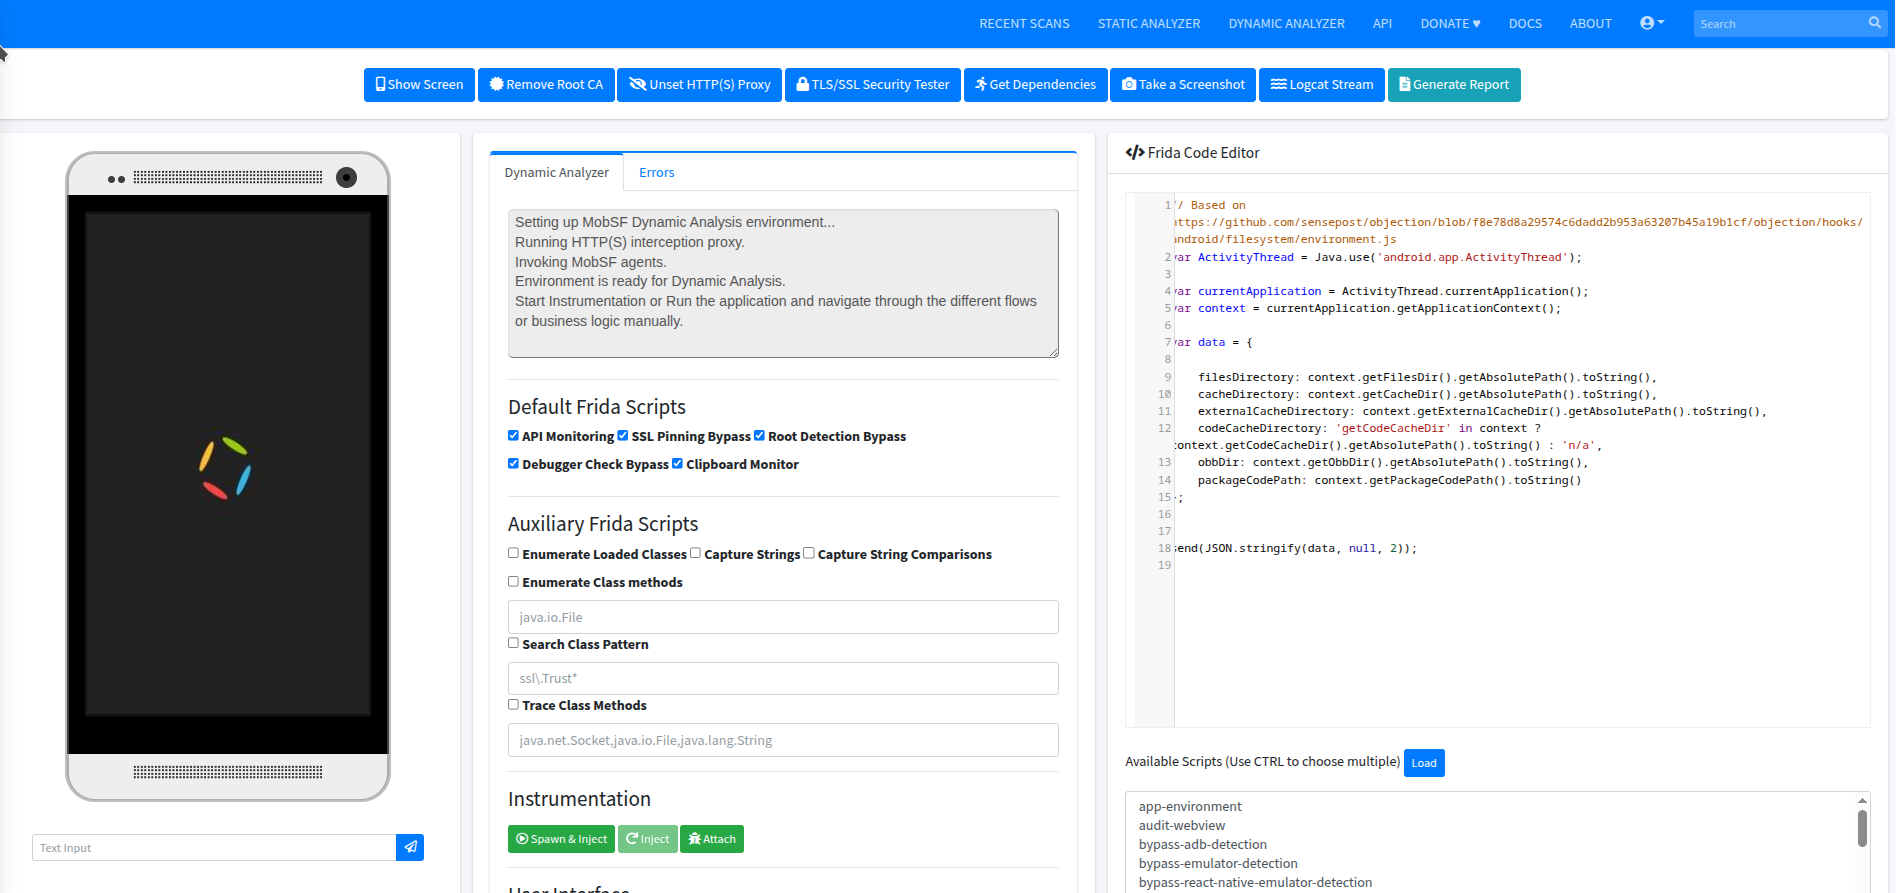 RECENT SCANS STATIC ANALYZER DYNAMIC ANALYZER API DONATE ♥ DOCS ABOUT Search
Show Screen Remove Root CA Unset HTTP(S) Proxy TLS/SSL Security Tester Get Dependencies Take a Screenshot Logcat Stream Generate Report
Text Input
Dynamic Analyzer Errors
Setting up MobSF Dynamic Analysis environment...
Running HTTP(S) interception proxy.
Invoking MobSF agents.
Environment is ready for Dynamic Analysis.
Start Instrumentation or Run the application and navigate through the different flows
or business logic manually.
Default Frida Scripts
API Monitoring SSL Pinning Bypass Root Detection Bypass
Debugger Check Bypass Clipboard Monitor
Auxiliary Frida Scripts
Enumerate Loaded Classes Capture Strings Capture String Comparisons
Enumerate Class methods
java.io.File
Search Class Pattern
ssl\.Trust*
Trace Class Methods
java.net.Socket,java.io.File,java.lang.String
Instrumentation
Spawn & Inject Inject Attach
User Interface
</> Frida Code Editor
1 // Based on
https://github.com/sensepost/objection/blob/f8e78d8a29574c6dadd2b953a63207b45a19b1cf/objection/hooks/
android/filesystem/environment.js
2 var ActivityThread = Java.use('android.app.ActivityThread');
3
4 var currentApplication = ActivityThread.currentApplication();
5 var context = currentApplication.getApplicationContext();
6
7 var data = {
8
9 filesDirectory: context.getFilesDir().getAbsolutePath().toString(),
10 cacheDirectory: context.getCacheDir().getAbsolutePath().toString(),
11 externalCacheDirectory: context.getExternalCacheDir().getAbsolutePath().toString(),
12 codeCacheDirectory: 'getCodeCacheDir' in context ?
context.getCodeCacheDir().getAbsolutePath().toString() : 'n/a',
13 obbDir: context.getObbDir().getAbsolutePath().toString(),
14 packageCodePath: context.getPackageCodePath().toString()
15 };
16
17
18 send(JSON.stringify(data, null, 2));
19
Available Scripts (Use CTRL to choose multiple) Load
app-environment
audit-webview
bypass-adb-detection
bypass-emulator-detection
bypass-react-native-emulator-detection